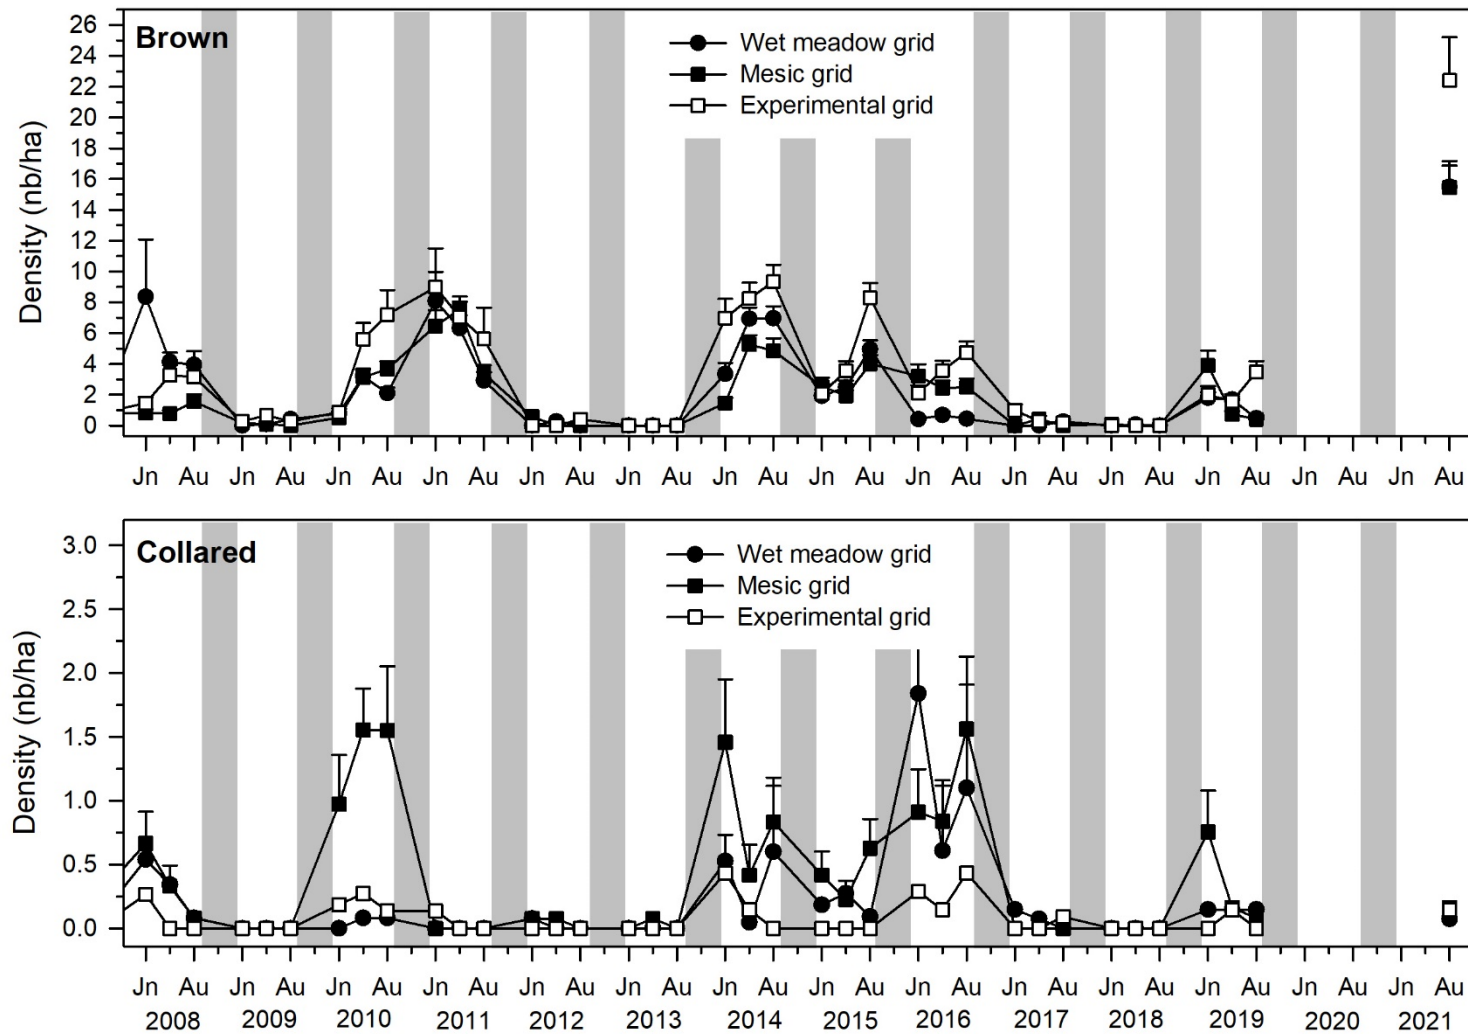 Brown
Wet meadow grid
Mesic grid
Experimental grid
Density (nb/ha)
26
24
22
20
18
16
14
12
10
8
6
4
2
0
Jn Au Jn Au Jn Au Jn Au Jn Au Jn Au Jn Au Jn Au Jn Au Jn Au Jn Au Jn Au Jn Au Jn Au
Collared
Wet meadow grid
Mesic grid
Experimental grid
Density (nb/ha)
3.0
2.5
2.0
1.5
1.0
0.5
0.0
Jn Au Jn Au Jn Au Jn Au Jn Au Jn Au Jn Au Jn Au Jn Au Jn Au Jn Au Jn Au Jn Au Jn Au
2008 2009 2010 2011 2012 2013 2014 2015 2016 2017 2018 2019 2020 2021